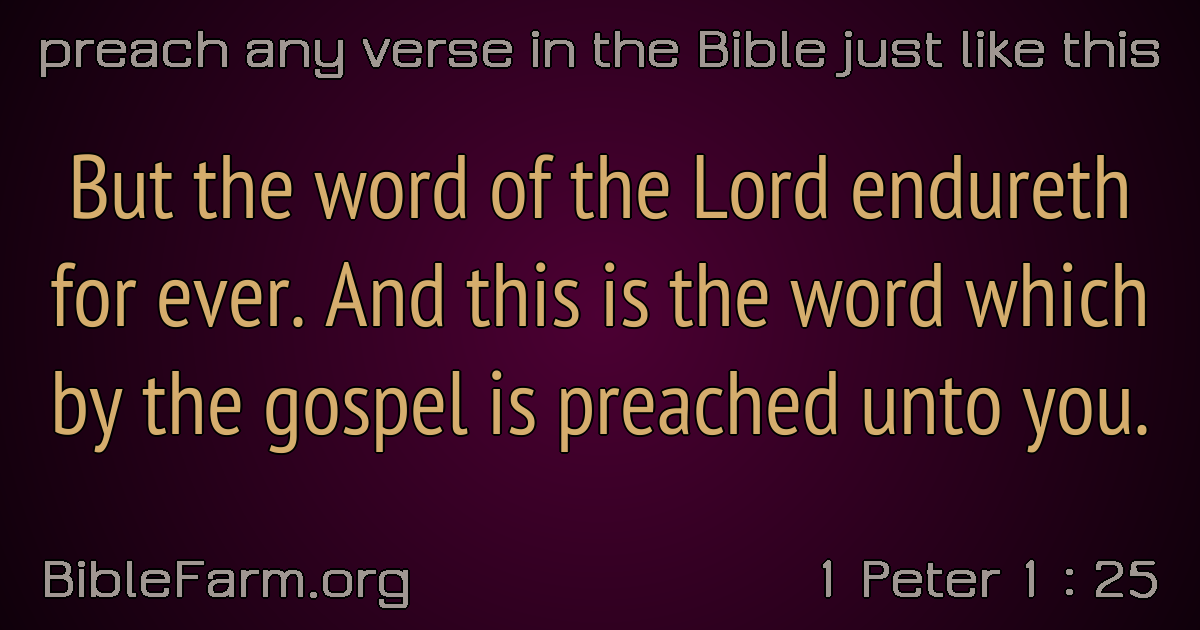 preach any verse in the Bible just like this
But the word of the Lord endureth
for ever. And this is the word which
by the gospel is preached unto you.
BibleFarm.org
1 Peter 1 : 25